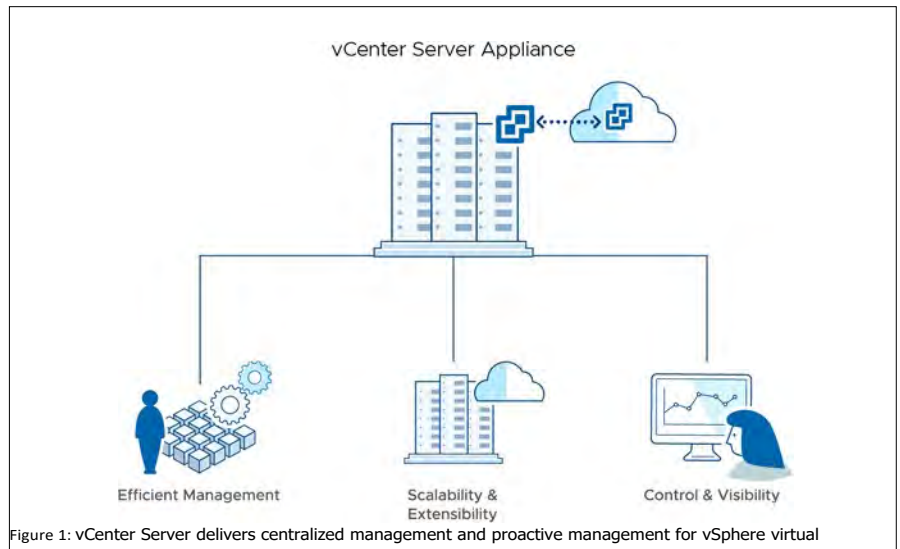 vCenter Server Appliance
Efficient Management
Scalability &
Extensibility
Control & Visibility
Figure 1: vCenter Server delivers centralized management and proactive management for vSphere virtual